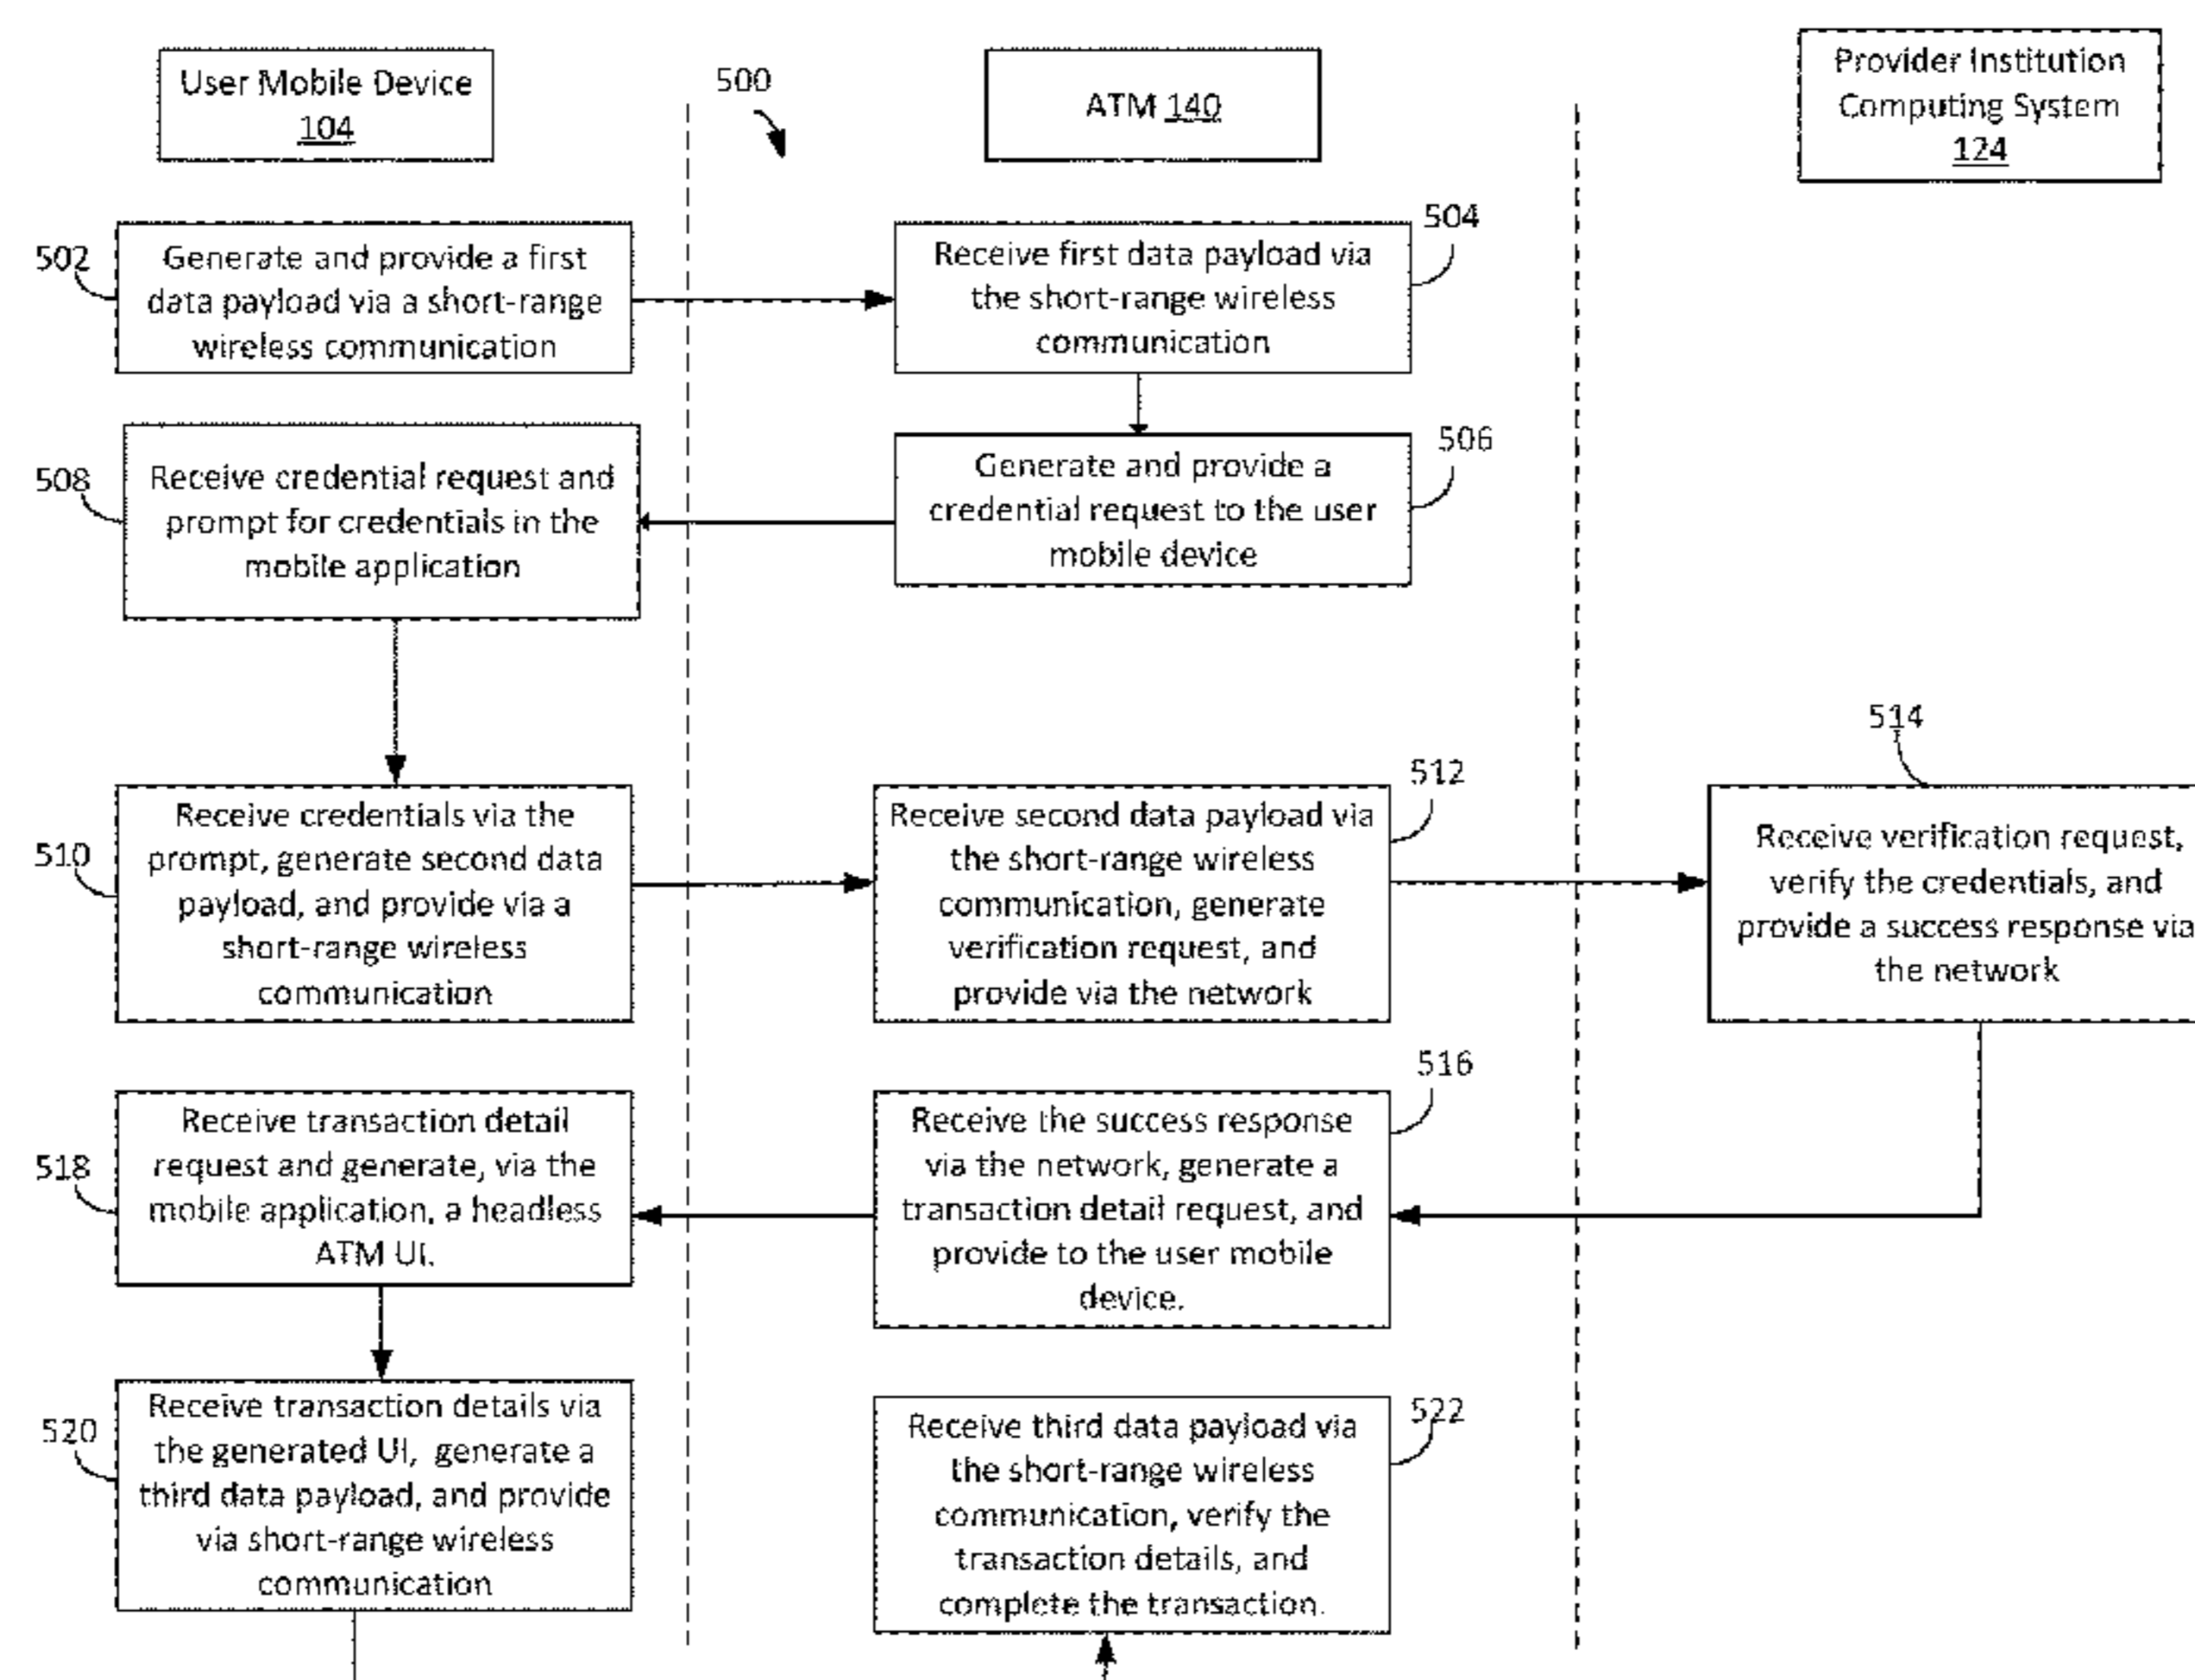 User Mobile Device
104
500
ATM 140
Provider Institution
Computing System
124
502
Generate and provide a first
data payload via a short-range
wireless communication
504
Receive first data payload via
the short-range wireless
communication
506
Generate and provide a
credential request to the user
mobile device
508
Receive credential request and
prompt for credentials in the
mobile application
510
Receive credentials via the
prompt, generate second data
payload, and provide via a
short-range wireless
communication
512
Receive second data payload via
the short-range wireless
communication, generate
verification request, and
provide via the network
514
Receive verification request,
verify the credentials, and
provide a success response via
the network
516
Receive the success response
via the network, generate a
transaction detail request, and
provide to the user mobile
device.
518
Receive transaction detail
request and generate, via the
mobile application, a headless
ATM UI.
520
Receive transaction details via
the generated UI, generate a
third data payload, and provide
via short-range wireless
communication
522
Receive third data payload via
the short-range wireless
communication, verify the
transaction details, and
complete the transaction.